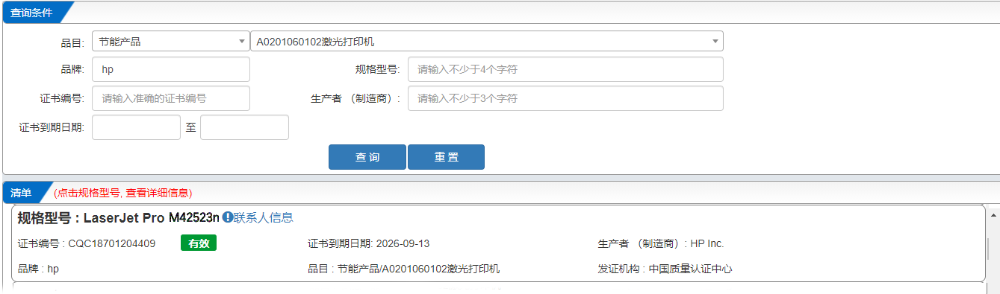 查询条件
品目: 节能产品 A0201060102激光打印机
品牌: hp 规格型号: 请输入不少于4个字符
证书编号: 请输入准确的证书编号 生产者 （制造商）: 请输入不少于3个字符
证书到期日期: 至
查 询 重 置
清单 (点击规格型号, 查看详细信息)
规格型号 : LaserJet Pro M42523n 联系人信息
证书编号 : CQC18701204409 有效 证书到期日期: 2026-09-13 生产者 （制造商）: HP Inc.
品牌 : hp 品目 : 节能产品/A0201060102激光打印机 发证机构 : 中国质量认证中心